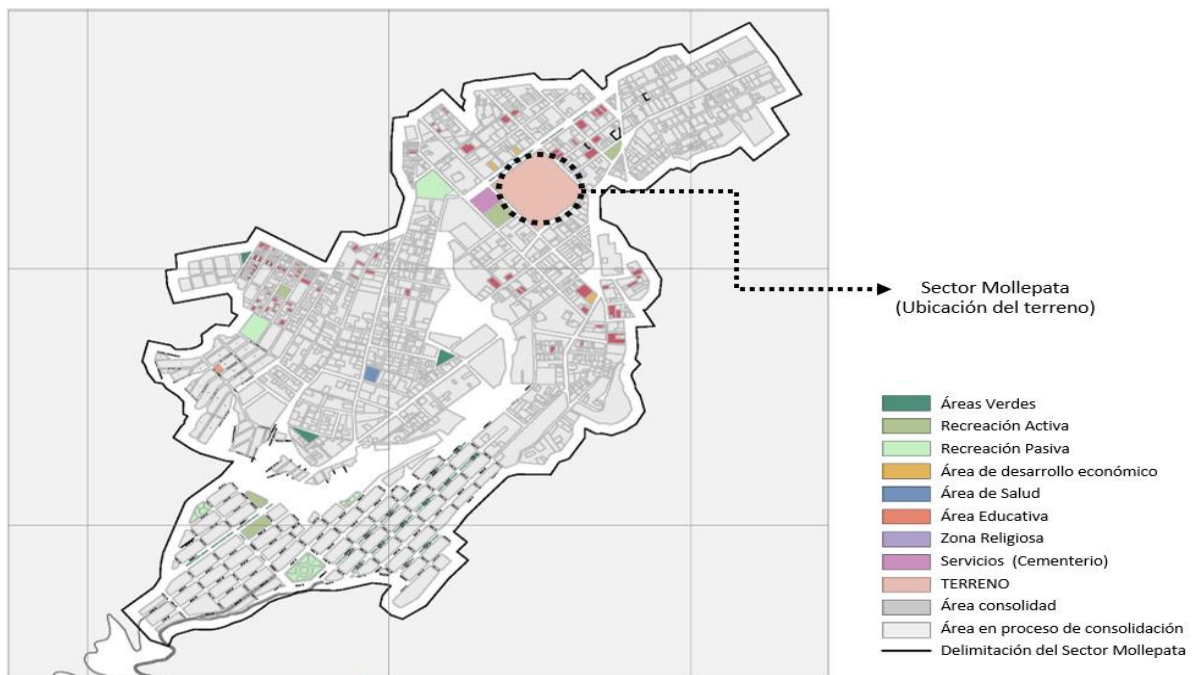 Sector Mollepata
(Ubicación del terreno)
Áreas Verdes
Recreación Activa
Recreación Pasiva
Área de desarrollo económico
Área de Salud
Área Educativa
Zona Religiosa
Servicios (Cementerio)
TERRENO
Área consolidad
Área en proceso de consolidación
Delimitación del Sector Mollepata